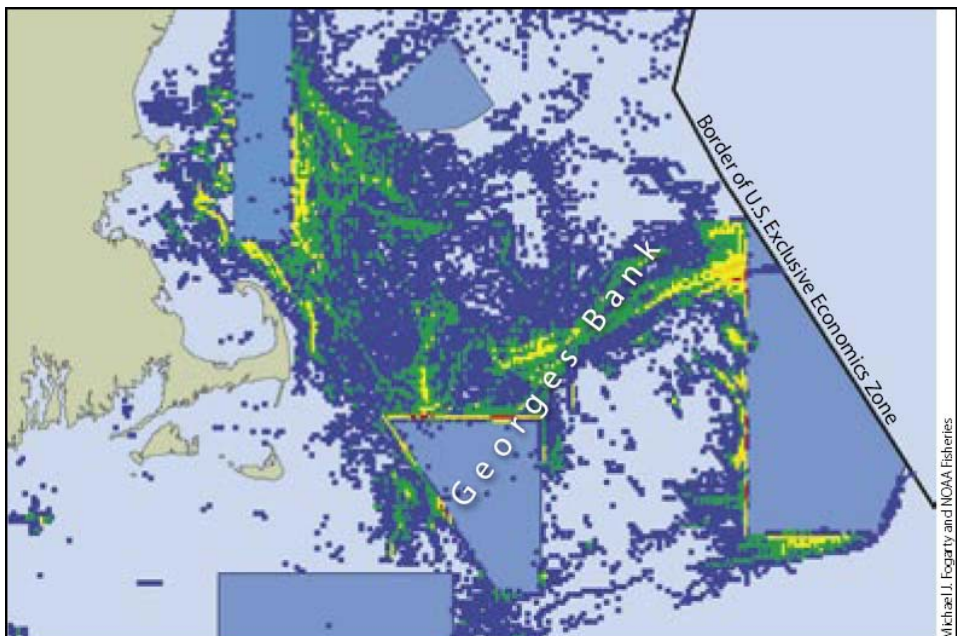 Border of U.S. Exclusive Economics Zone
Georges Bank
Michael J. Fogarty and NOAA Fisheries